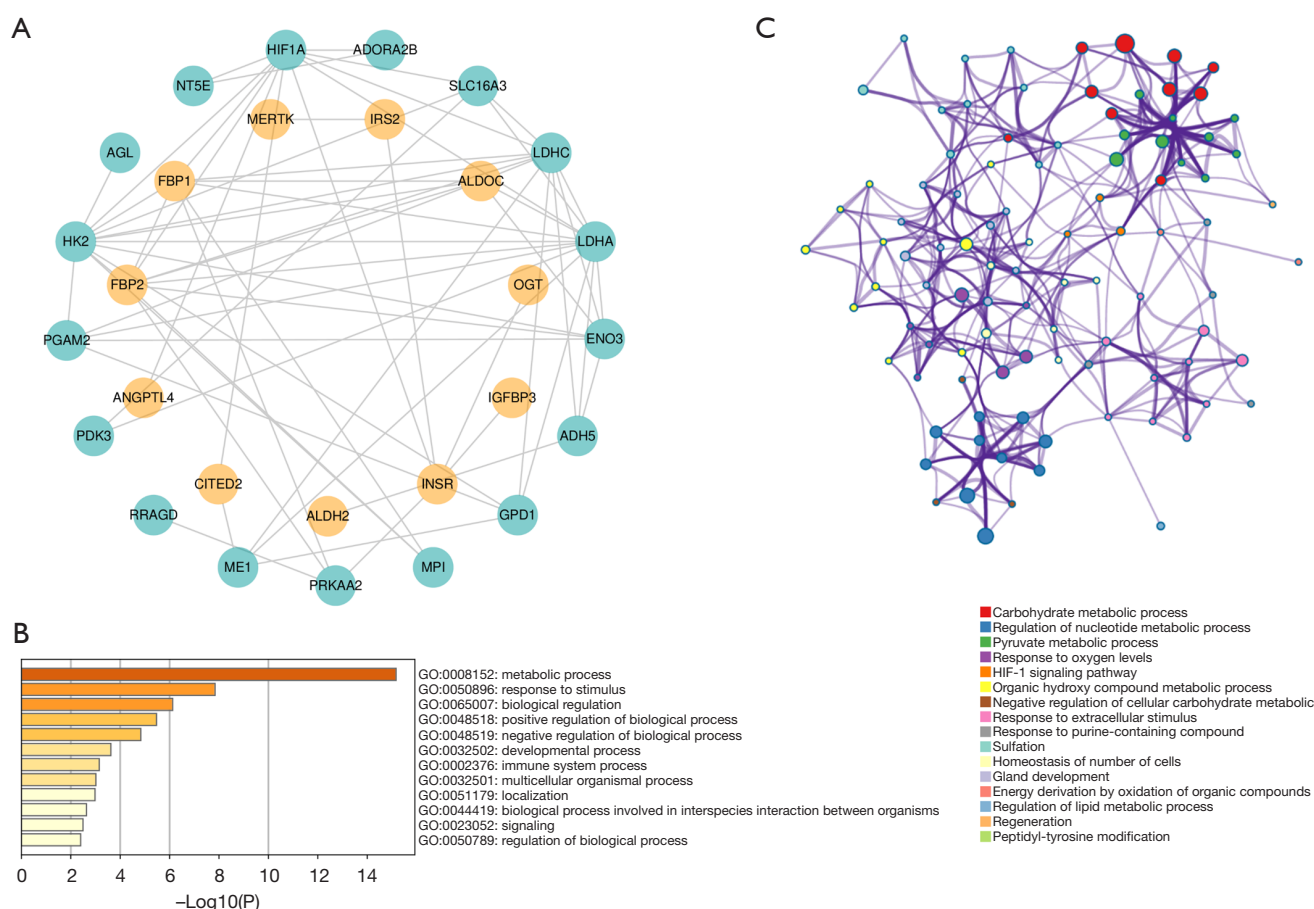 A
HIF1A
ADORA2B
NT5E
SLC16A3
MERTK
IRS2
AGL
LDHC
FBP1
ALDOC
HK2
LDHA
FBP2
OGT
PGAM2
ENO3
ANGPTL4
IGFBP3
PDK3
ADH5
CITED2
INSR
RRAGD
ALDH2
GPD1
ME1
PRKAA2
MPI
B
GO:0008152: metabolic process
GO:0050896: response to stimulus
GO:0065007: biological regulation
GO:0048518: positive regulation of biological process
GO:0048519: negative regulation of biological process
GO:0032502: developmental process
GO:0002376: immune system process
GO:0032501: multicellular organismal process
GO:0051179: localization
GO:0044419: biological process involved in interspecies interaction between organisms
GO:0023052: signaling
GO:0050789: regulation of biological process
0 2 4 6 8 10 12 14
–Log10(P)
C
Carbohydrate metabolic process
Regulation of nucleotide metabolic process
Pyruvate metabolic process
Response to oxygen levels
HIF-1 signaling pathway
Organic hydroxy compound metabolic process
Negative regulation of cellular carbohydrate metabolic
Response to extracellular stimulus
Response to purine-containing compound
Sulfation
Homeostasis of number of cells
Gland development
Energy derivation by oxidation of organic compounds
Regulation of lipid metabolic process
Regeneration
Peptidyl-tyrosine modification